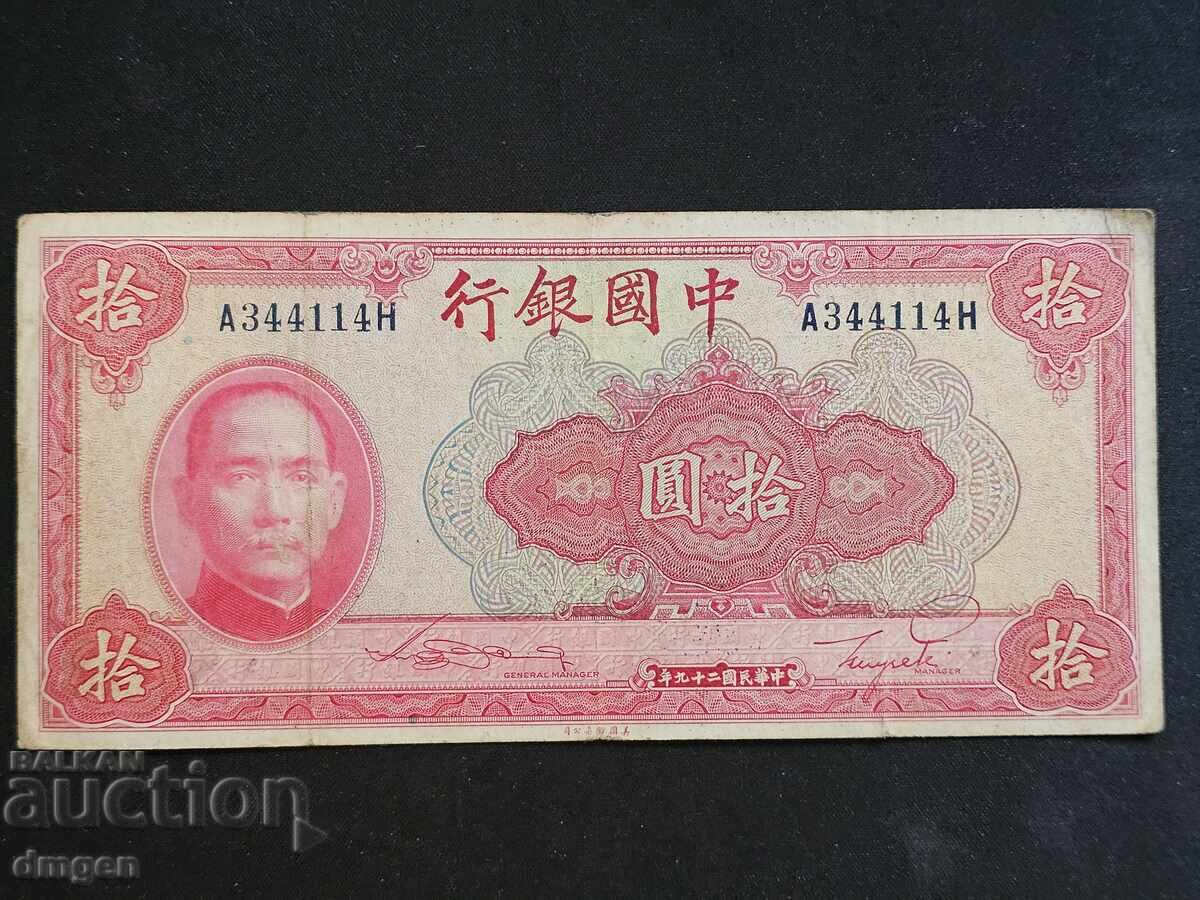 行銀國中
A344114H
A344114H
拾
拾
圓拾
拾
拾
GENERAL MANAGER
年九十二國民華中
MANAGER
BALKAN
auction
dmgen